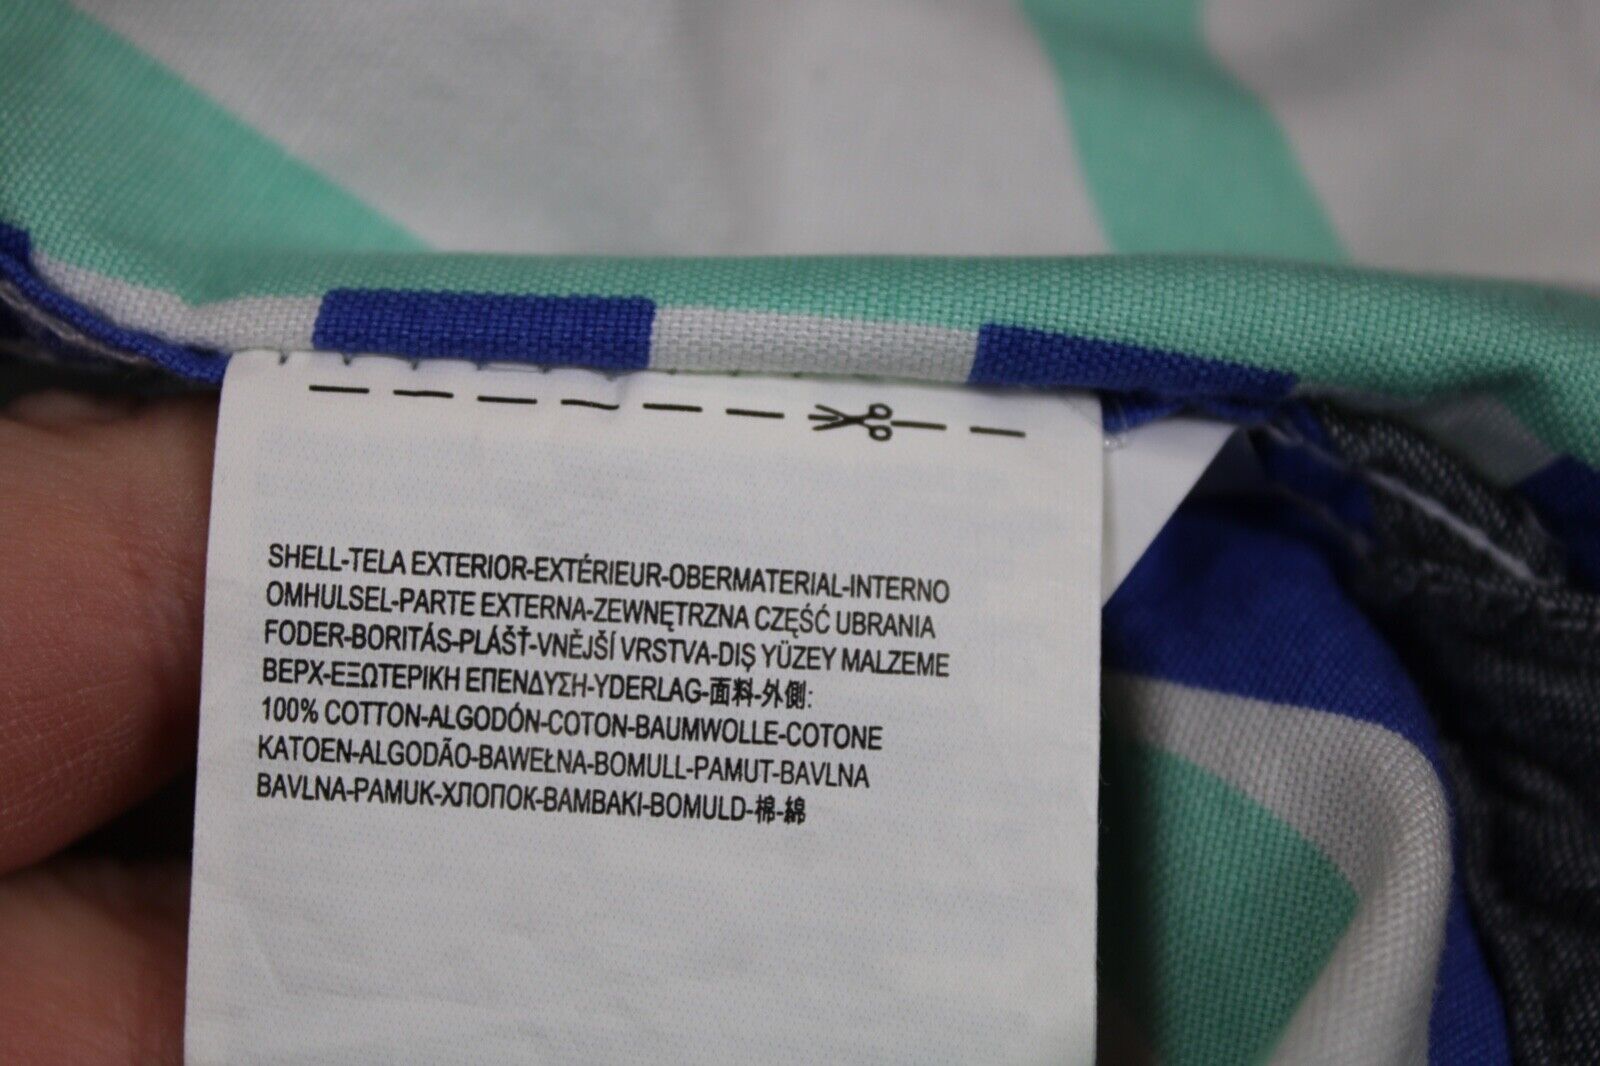 SHELL-TELA EXTERIOR-EXTÉRIEUR-OBERMATERIAL-INTERNO
OMHULSEL-PARTE EXTERNA-ZEWNĘTRZNA CZĘŚĆ UBRANIA
FODER-BORITÁS-PLÁŠŤ-VNĚJŠÍ VRSTVA-DIŞ YÜZEY MALZEME
ВЕРХ-ΕΞΩΤΕΡΙΚΗ ΕΠΕΝΔΥΣΗ-YDERLAG-面料-外側:
100% COTTON-ALGODÓN-COTON-BAUMWOLLE-COTONE
KATOEN-ALGODÃO-BAWEŁNA-BOMULL-PAMUT-BAVLNA
BAVLNA-PAMUK-ХЛОПОК-BAMBAKI-BOMULD-棉-綿